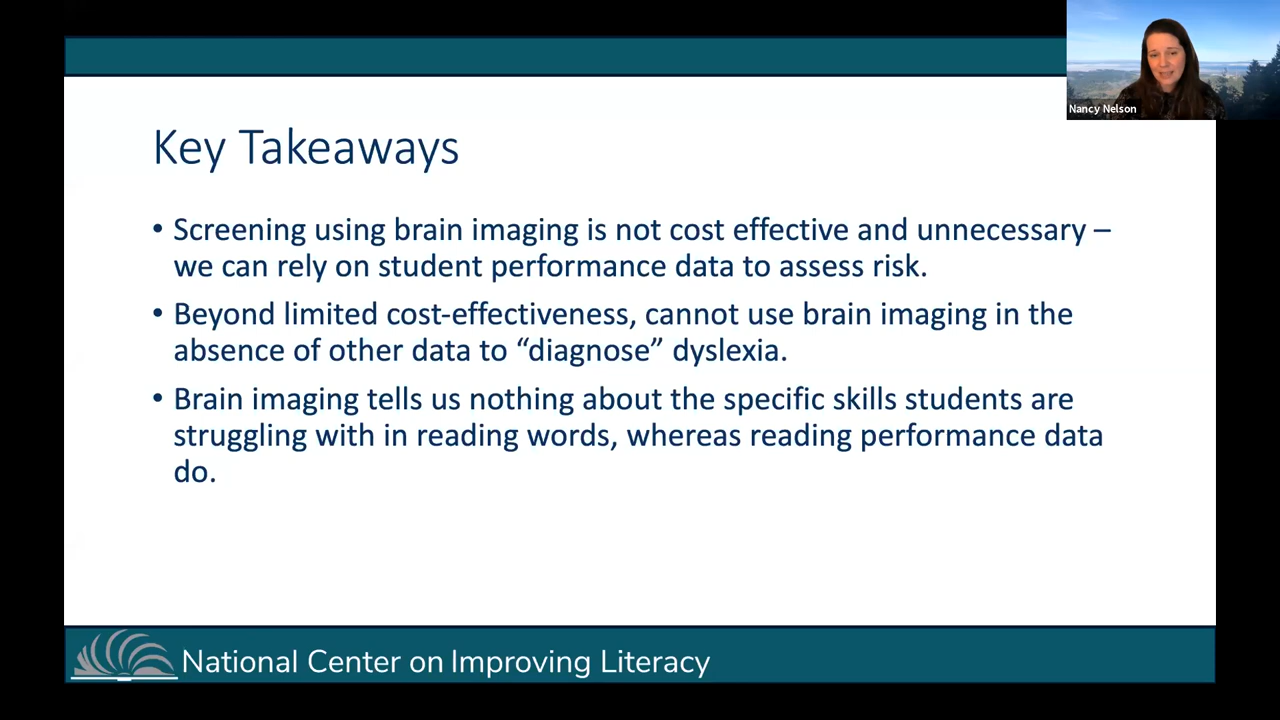 Nancy Nelson
Key Takeaways
• Screening using brain imaging is not cost effective and unnecessary –
we can rely on student performance data to assess risk.
• Beyond limited cost-effectiveness, cannot use brain imaging in the
absence of other data to “diagnose” dyslexia.
• Brain imaging tells us nothing about the specific skills students are
struggling with in reading words, whereas reading performance data
do.
National Center on Improving Literacy